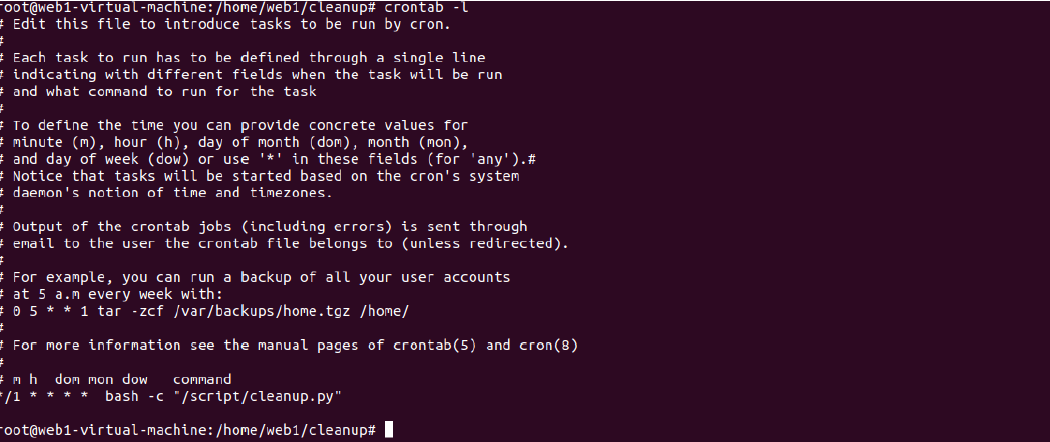 root@web1-virtual-machine:/home/web1/cleanup# crontab -l
# Edit this file to introduce tasks to be run by cron.
#
# Each task to run has to be defined through a single line
# indicating with different fields when the task will be run
# and what command to run for the task
#
# To define the time you can provide concrete values for
# minute (m), hour (h), day of month (dom), month (mon),
# and day of week (dow) or use '*' in these fields (for 'any').#
# Notice that tasks will be started based on the cron's system
# daemon's notion of time and timezones.
#
# Output of the crontab jobs (including errors) is sent through
# email to the user the crontab file belongs to (unless redirected).
#
# For example, you can run a backup of all your user accounts
# at 5 a.m every week with:
# 0 5 * * 1 tar -zcf /var/backups/home.tgz /home/
#
# For more information see the manual pages of crontab(5) and cron(8)
#
# m h  dom mon dow   command
*/1 * * * *  bash -c "/script/cleanup.py"
root@web1-virtual-machine:/home/web1/cleanup#